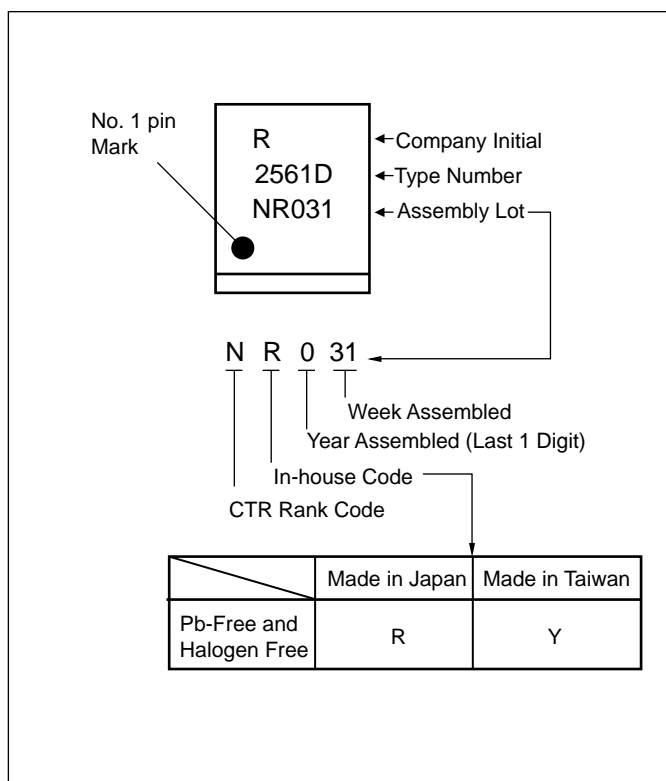 No. 1 pin
Mark
R
2561D
NR031
Company Initial
Type Number
Assembly Lot
N R 0 31
Week Assembled
Year Assembled (Last 1 Digit)
In-house Code
CTR Rank Code
Made in Japan Made in Taiwan
Pb-Free and
Halogen Free
R Y